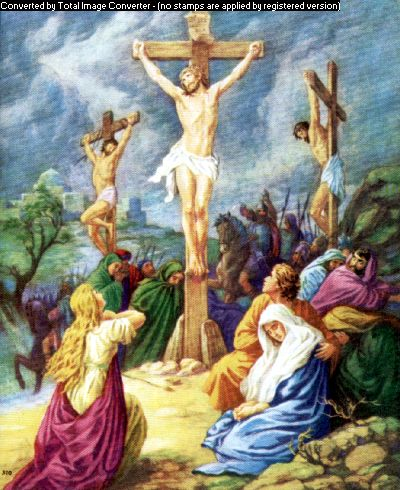 Converted by Total Image Converter - (no stamps are applied by registered version)
310